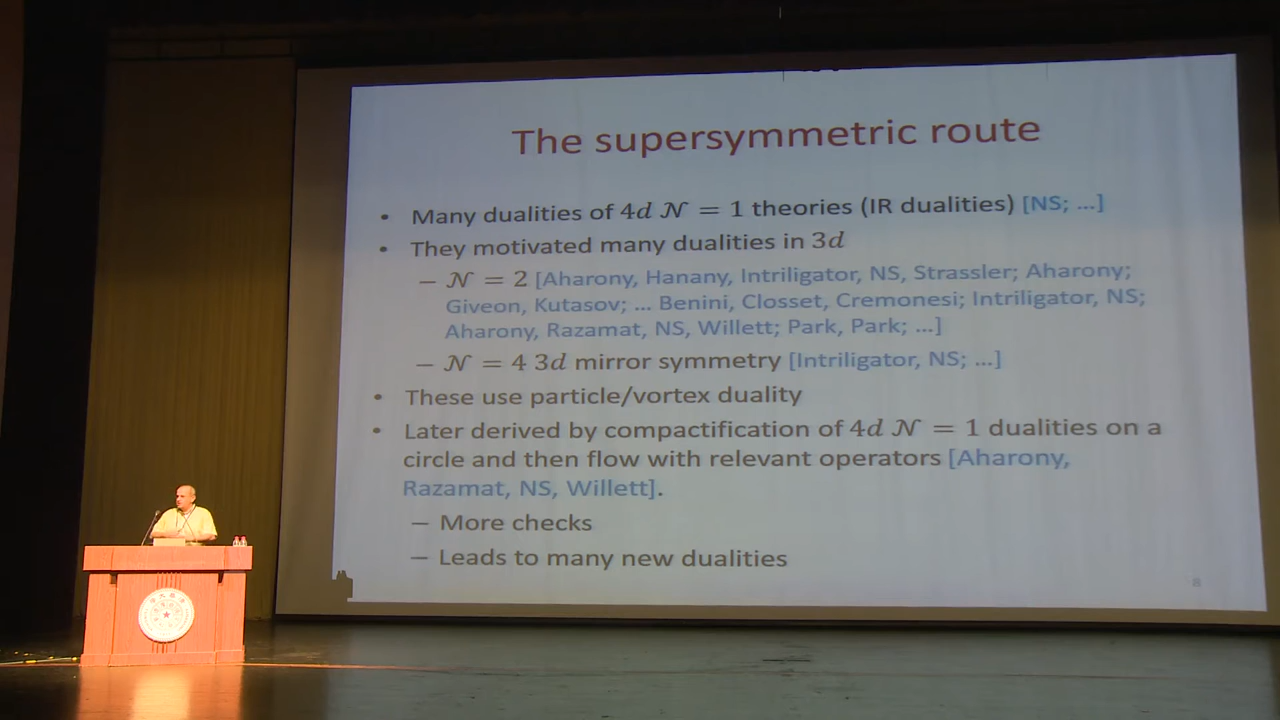 The supersymmetric route
• Many dualities of 4d 𝒩 = 1 theories (IR dualities) [NS; …]
• They motivated many dualities in 3d
– 𝒩 = 2 [Aharony, Hanany, Intriligator, NS, Strassler; Aharony;
Giveon, Kutasov; … Benini, Closset, Cremonesi; Intriligator, NS;
Aharony, Razamat, NS, Willett; Park, Park; …]
– 𝒩 = 4 3d mirror symmetry [Intriligator, NS; …]
• These use particle/vortex duality
• Later derived by compactification of 4d 𝒩 = 1 dualities on a
circle and then flow with relevant operators [Aharony,
Razamat, NS, Willett].
– More checks
– Leads to many new dualities